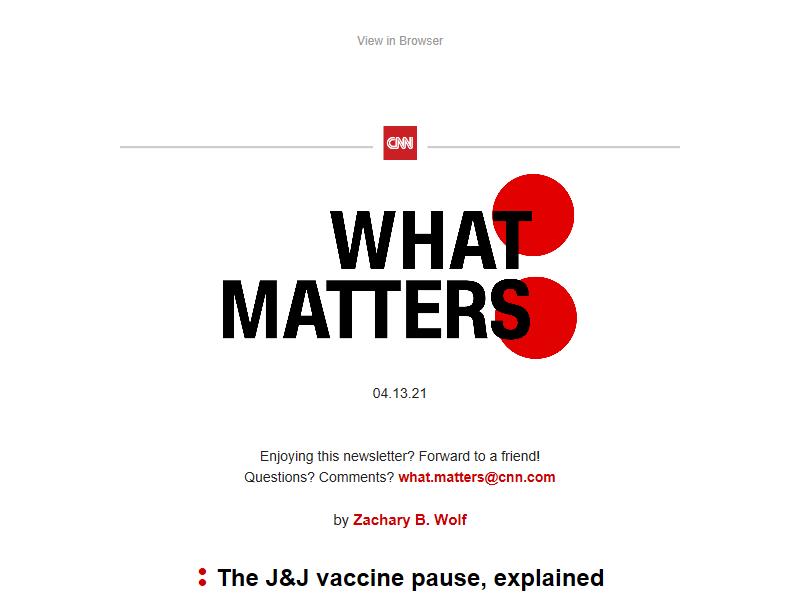 View in Browser
CNN
WHAT
MATTERS
04.13.21
Enjoying this newsletter? Forward to a friend!
Questions? Comments? what.matters@cnn.com
by Zachary B. Wolf
The J&J vaccine pause, explained